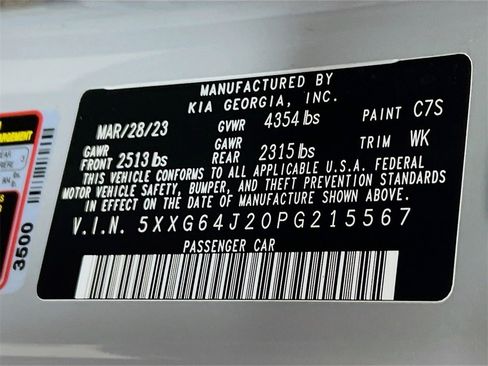 MANUFACTURED BY
KIA GEORGIA, INC.
MAR/28/23 GVWR 4354 lbs PAINT C7S
GAWR FRONT 2513 lbs GAWR REAR 2315 lbs TRIM WK
THIS VEHICLE CONFORMS TO ALL APPLICABLE U.S.A. FEDERAL
MOTOR VEHICLE SAFETY, BUMPER, AND THEFT PREVENTION STANDARDS
IN EFFECT ON THE DATE OF MANUFACTURE SHOWN ABOVE.
V.I.N. 5XXG64J20PG215567
PASSENGER CAR
3500